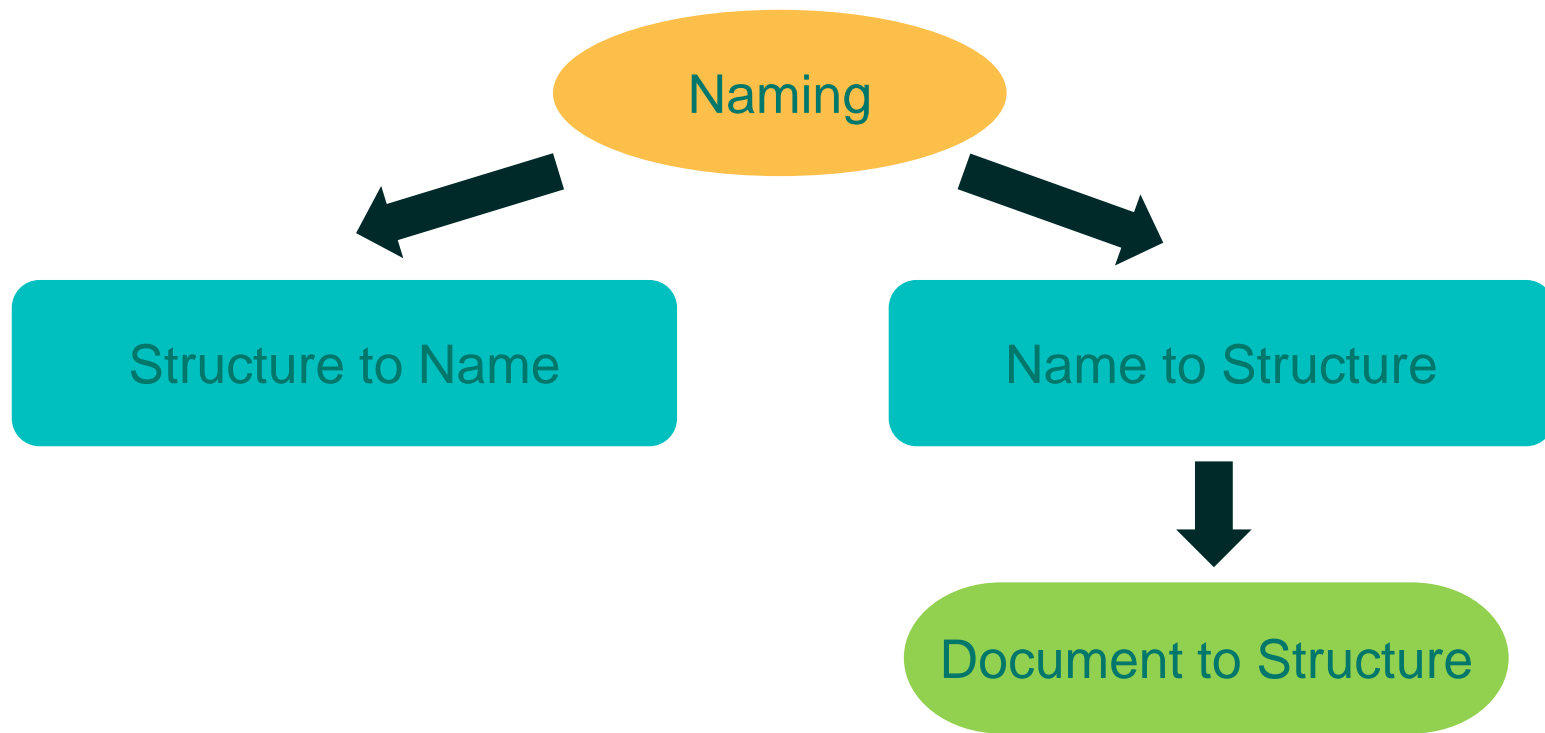 Naming
Structure to Name
Name to Structure
Document to Structure